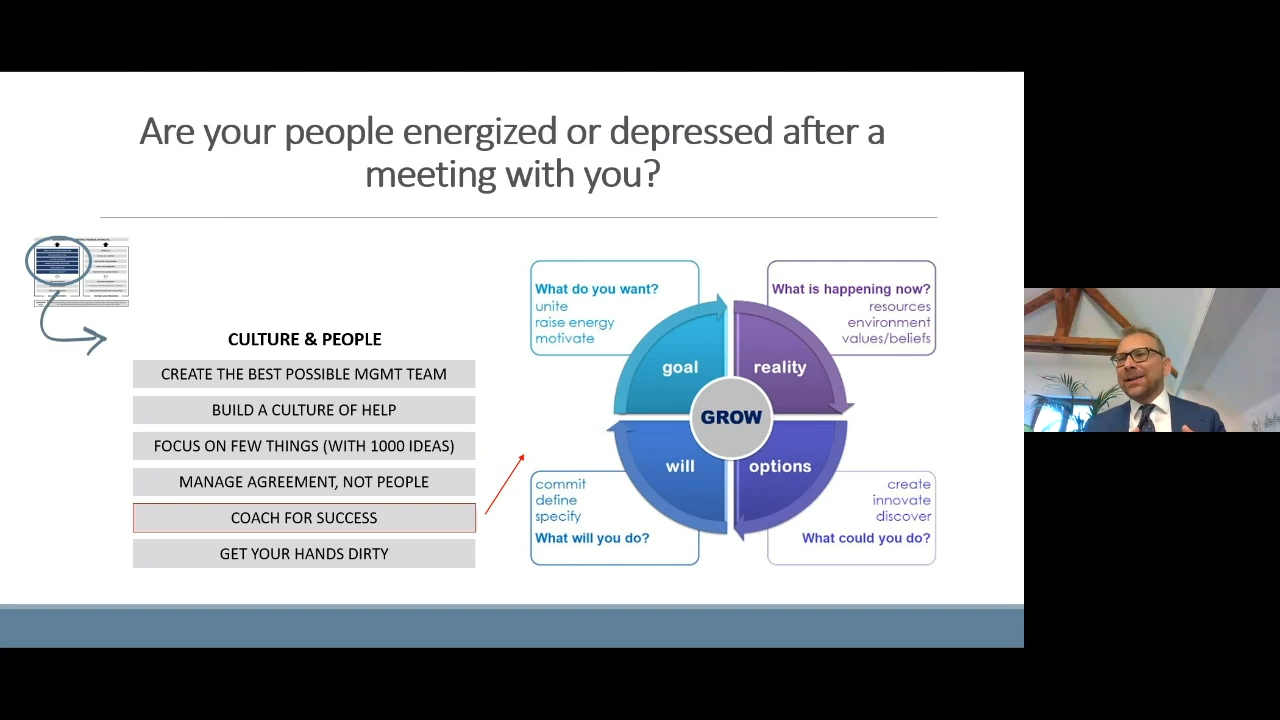 Are your people energized or depressed after a
meeting with you?
CULTURE & PEOPLE
CREATE THE BEST POSSIBLE MGMT TEAM
BUILD A CULTURE OF HELP
FOCUS ON FEW THINGS (WITH 1000 IDEAS)
MANAGE AGREEMENT, NOT PEOPLE
COACH FOR SUCCESS
GET YOUR HANDS DIRTY
What do you want?
unite
raise energy
motivate
What is happening now?
resources
environment
values/beliefs
goal
reality
GROW
will
options
commit
define
specify
What will you do?
create
innovate
discover
What could you do?